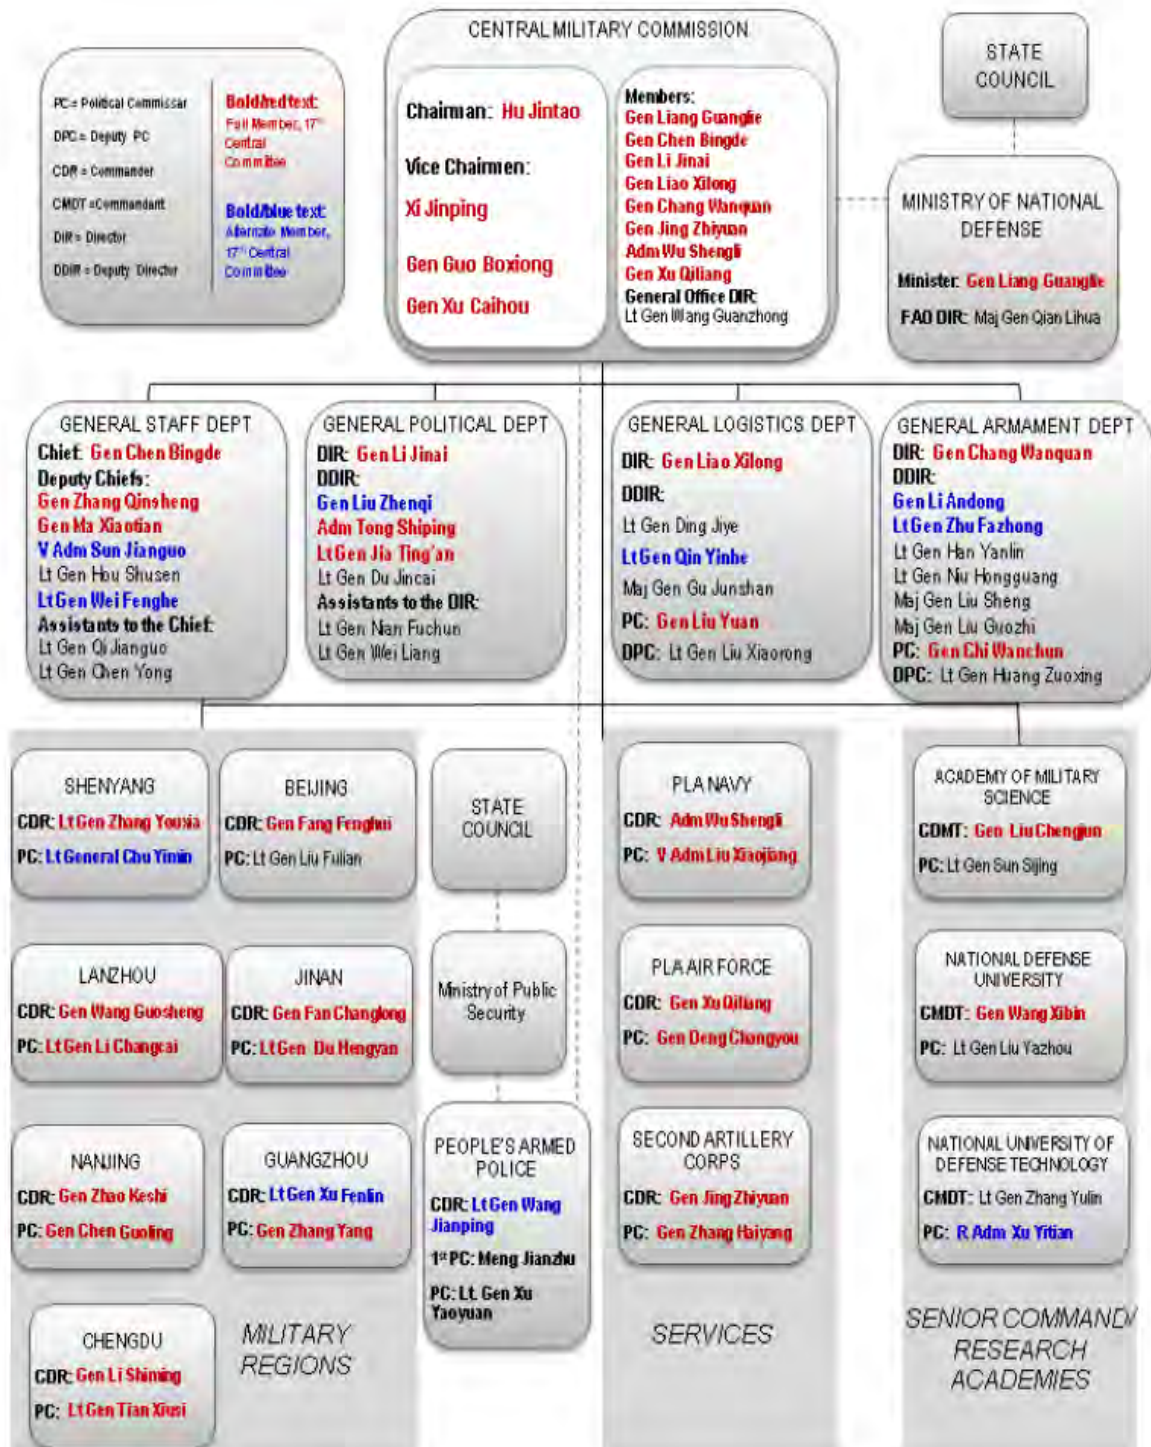 PC = Political Commissar
DPC = Deputy PC
CDR = Commander
CMDT =Commandant
DIR = Director
DDIR = Deputy Director
Bold/red text:
Full Member, 17th
Central
Committee
Bold/blue text:
Alternate Member,
17th Central
Committee
CENTRAL MILITARY COMMISSION
Chairman: Hu Jintao
Vice Chairmen:
Xi Jinping
Gen Guo Boxiong
Gen Xu Caihou
Members:
Gen Liang Guanglie
Gen Chen Bingde
Gen Li Jinai
Gen Liao Xilong
Gen Chang Wanquan
Gen Jing Zhiyuan
Adm Wu Shengli
Gen Xu Qiliang
General Office DIR:
Lt Gen Wang Guanzhong
STATE
COUNCIL
MINISTRY OF NATIONAL
DEFENSE
Minister: Gen Liang Guanglie
FAO DIR: Maj Gen Qian Lihua
GENERAL STAFF DEPT
Chief: Gen Chen Bingde
Deputy Chiefs:
Gen Zhang Qinsheng
Gen Ma Xiaotian
V Adm Sun Jianguo
Lt Gen Hou Shusen
Lt Gen Wei Fenghe
Assistants to the Chief:
Lt Gen Qi Jianguo
Lt Gen Chen Yong
GENERAL POLITICAL DEPT
DIR: Gen Li Jinai
DDIR:
Gen Liu Zhenqi
Adm Tong Shiping
Lt Gen Jia Ting'an
Lt Gen Du Jincai
Assistants to the DIR:
Lt Gen Nian Fuchun
Lt Gen Wei Liang
GENERAL LOGISTICS DEPT
DIR: Gen Liao Xilong
DDIR:
Lt Gen Ding Jiye
Lt Gen Qin Yinhe
Maj Gen Gu Junshan
PC: Gen Liu Yuan
DPC: Lt Gen Liu Xiaorong
GENERAL ARMAMENT DEPT
DIR: Gen Chang Wanquan
DDIR:
Gen Li Andong
Lt Gen Zhu Fazhong
Lt Gen Han Yanlin
Lt Gen Niu Hongguang
Maj Gen Liu Sheng
Maj Gen Liu Guozhi
PC: Gen Chi Wanchun
DPC: Lt Gen Huang Zuoxing
SHENYANG
CDR: Lt Gen Zhang Youxia
PC: Lt General Chu Yimin
BEIJING
CDR: Gen Fang Fenghui
PC: Lt Gen Liu Fulian
LANZHOU
CDR: Gen Wang Guosheng
PC: Lt Gen Li Changcai
JINAN
CDR: Gen Fan Changlong
PC: Lt Gen Du Hengyan
NANJING
CDR: Gen Zhao Keshi
PC: Gen Chen Guoling
GUANGZHOU
CDR: Lt Gen Xu Fenlin
PC: Gen Zhang Yang
CHENGDU
CDR: Gen Li Shiming
PC: Lt Gen Tian Xiusi
MILITARY
REGIONS
STATE
COUNCIL
Ministry of Public
Security
PEOPLE'S ARMED
POLICE
CDR: Lt Gen Wang
Jianping
1st PC: Meng Jianzhu
PC: Lt. Gen Xu
Yaoyuan
PLA NAVY
CDR: Adm Wu Shengli
PC: V Adm Liu Xiaojiang
PLA AIR FORCE
CDR: Gen Xu Qiliang
PC: Gen Deng Changyou
SECOND ARTILLERY
CORPS
CDR: Gen Jing Zhiyuan
PC: Gen Zhang Haiyang
SERVICES
ACADEMY OF MILITARY
SCIENCE
CDMT: Gen Liu Chengjun
PC: Lt Gen Sun Sijing
NATIONAL DEFENSE
UNIVERSITY
CMDT: Gen Wang Xibin
PC: Lt Gen Liu Yazhou
NATIONAL UNIVERSITY OF
DEFENSE TECHNOLOGY
CMDT: Lt Gen Zhang Yulin
PC: R Adm Xu Yitian
SENIOR COMMAND/
RESEARCH
ACADEMIES